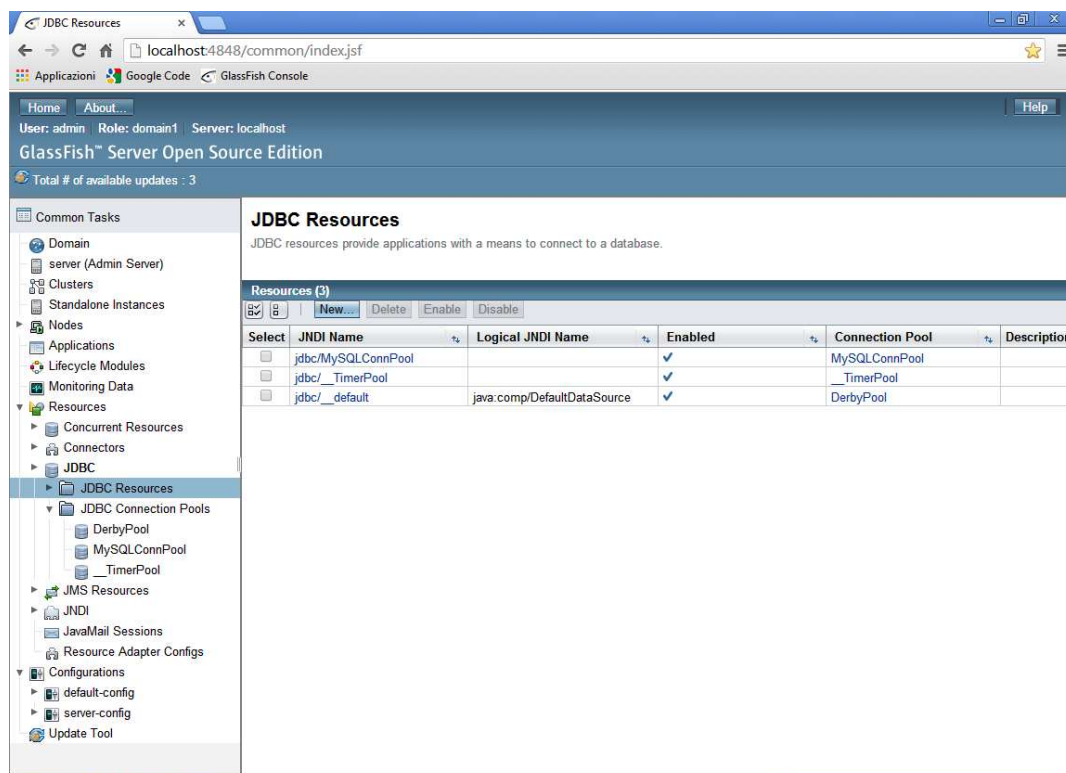 JDBC Resources
localhost:4848/common/index.jsf
Applicazioni Google Code GlassFish Console
Home About... Help
User: admin Role: domain1 Server: localhost
GlassFish™ Server Open Source Edition
Total # of available updates : 3
Common Tasks
Domain
server (Admin Server)
Clusters
Standalone Instances
Nodes
Applications
Lifecycle Modules
Monitoring Data
Resources
Concurrent Resources
Connectors
JDBC
JDBC Resources
JDBC Connection Pools
DerbyPool
MySQLConnPool
__TimerPool
JMS Resources
JNDI
JavaMail Sessions
Resource Adapter Configs
Configurations
default-config
server-config
Update Tool
JDBC Resources
JDBC resources provide applications with a means to connect to a database.
Resources (3)
New... Delete Enable Disable
Select JNDI Name Logical JNDI Name Enabled Connection Pool Description
jdbc/MySQLConnPool MySQLConnPool
jdbc/__TimerPool __TimerPool
jdbc/__default java:comp/DefaultDataSource DerbyPool